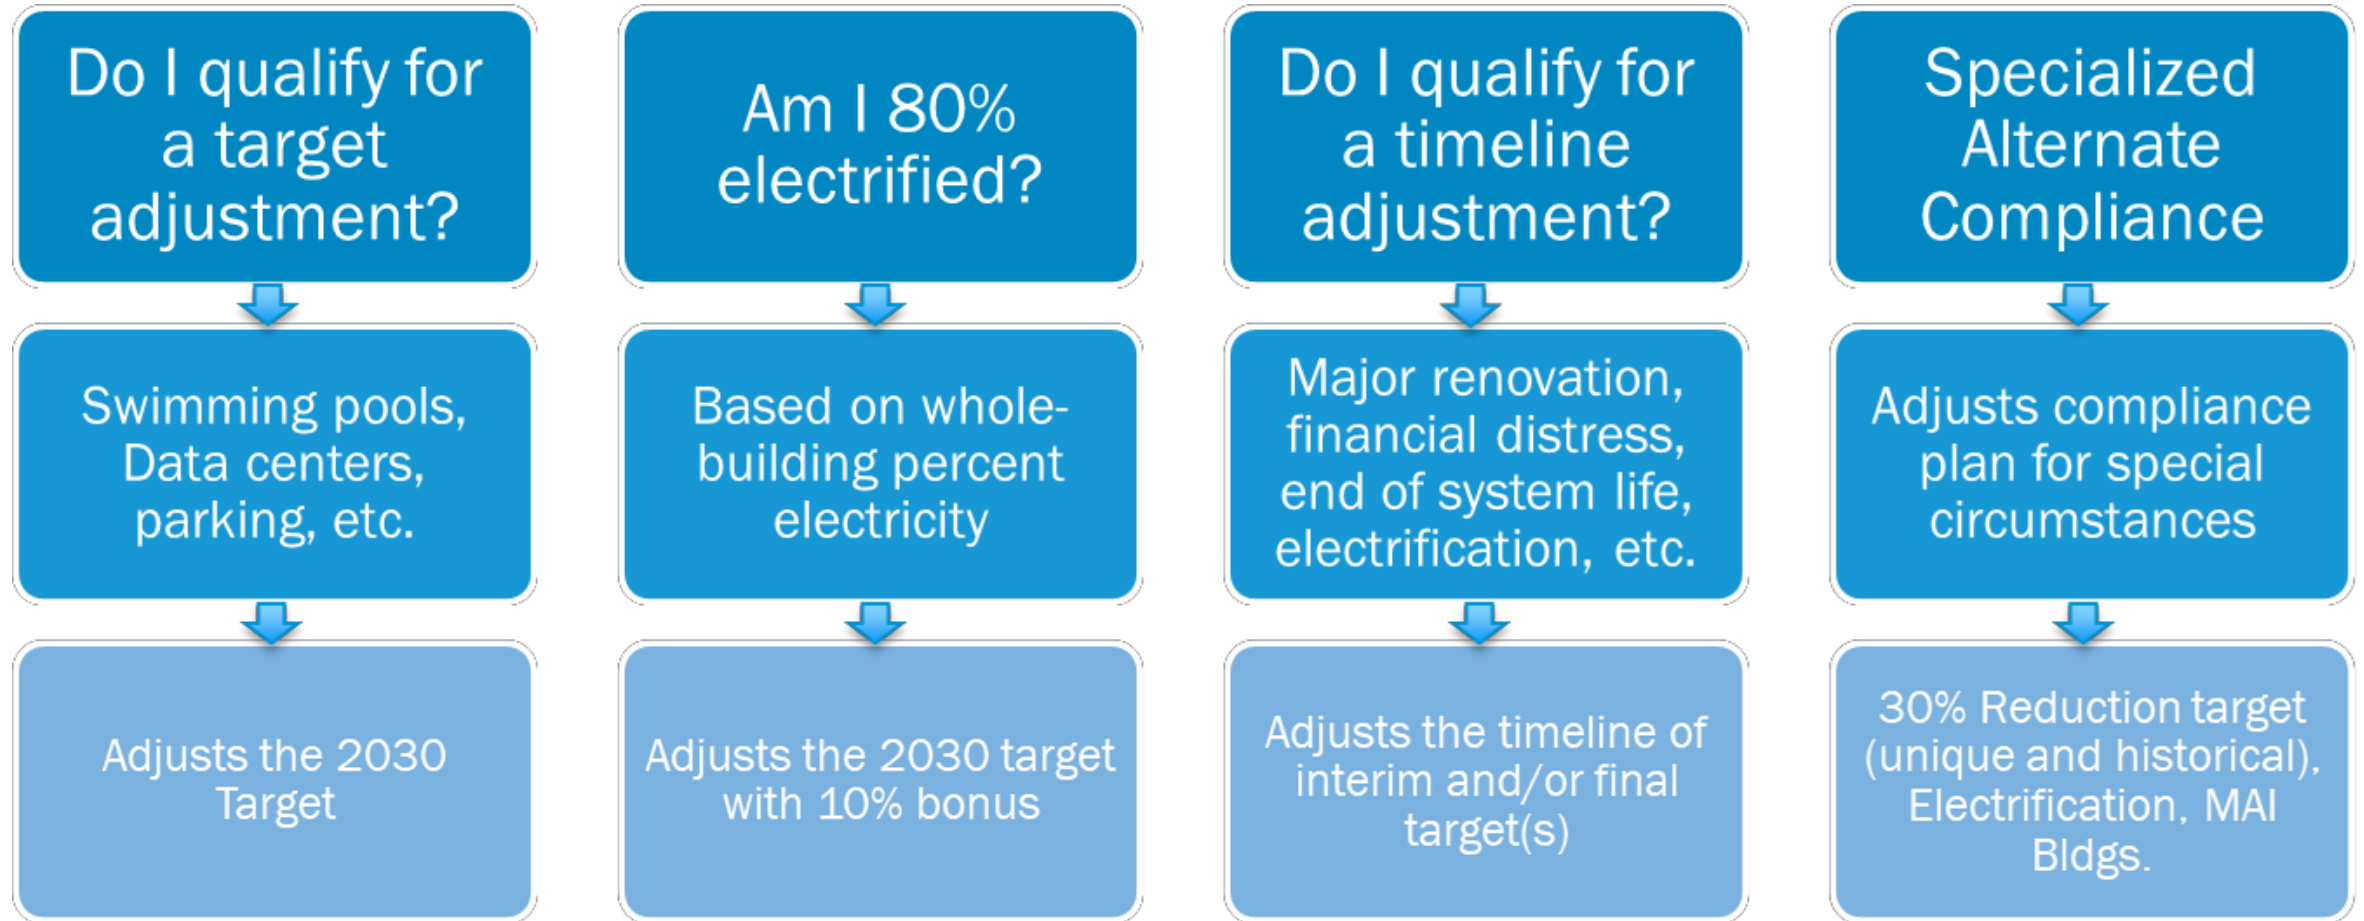 Do I qualify for
a target
adjustment?
Swimming pools,
Data centers,
parking, etc.
Adjusts the 2030
Target
Am I 80%
electrified?
Based on whole-
building percent
electricity
Adjusts the 2030 target
with 10% bonus
Do I qualify for
a timeline
adjustment?
Major renovation,
financial distress,
end of system life,
electrification, etc.
Adjusts the timeline of
interim and/or final
target(s)
Specialized
Alternate
Compliance
Adjusts compliance
plan for special
circumstances
30% Reduction target
(unique and historical),
Electrification, MAI
Bldgs.